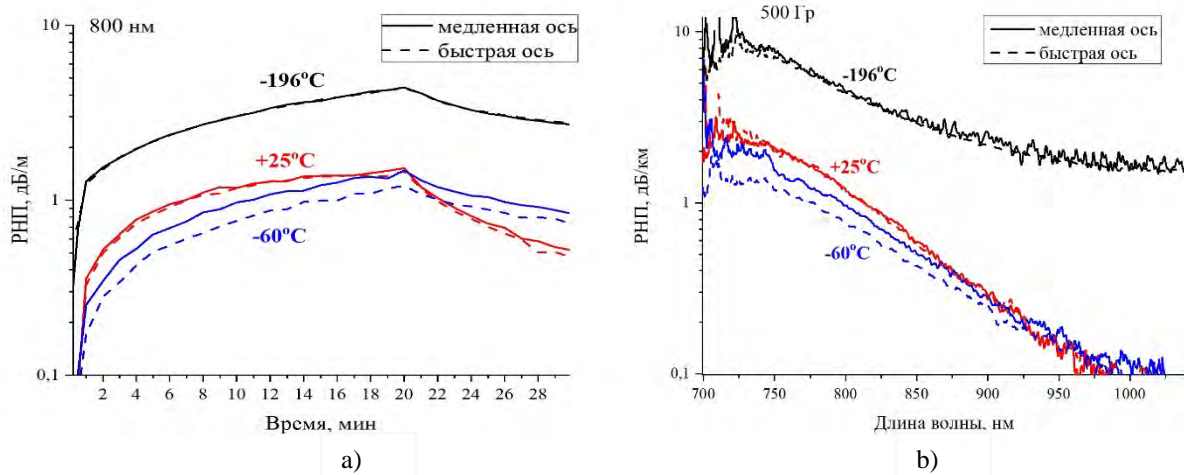 800 нм
медленная ось
быстрая ось
-196°C
+25°C
-60°C
РНП, дБ/м
10
1
0,1
2 4 6 8 10 12 14 16 18 20 22 24 26 28
Время, мин
a)
500 Гр
медленная ось
быстрая ось
-196°C
+25°C
-60°C
РНП, дБ/км
10
1
0,1
700 750 800 850 900 950 1000
Длина волны, нм
b)